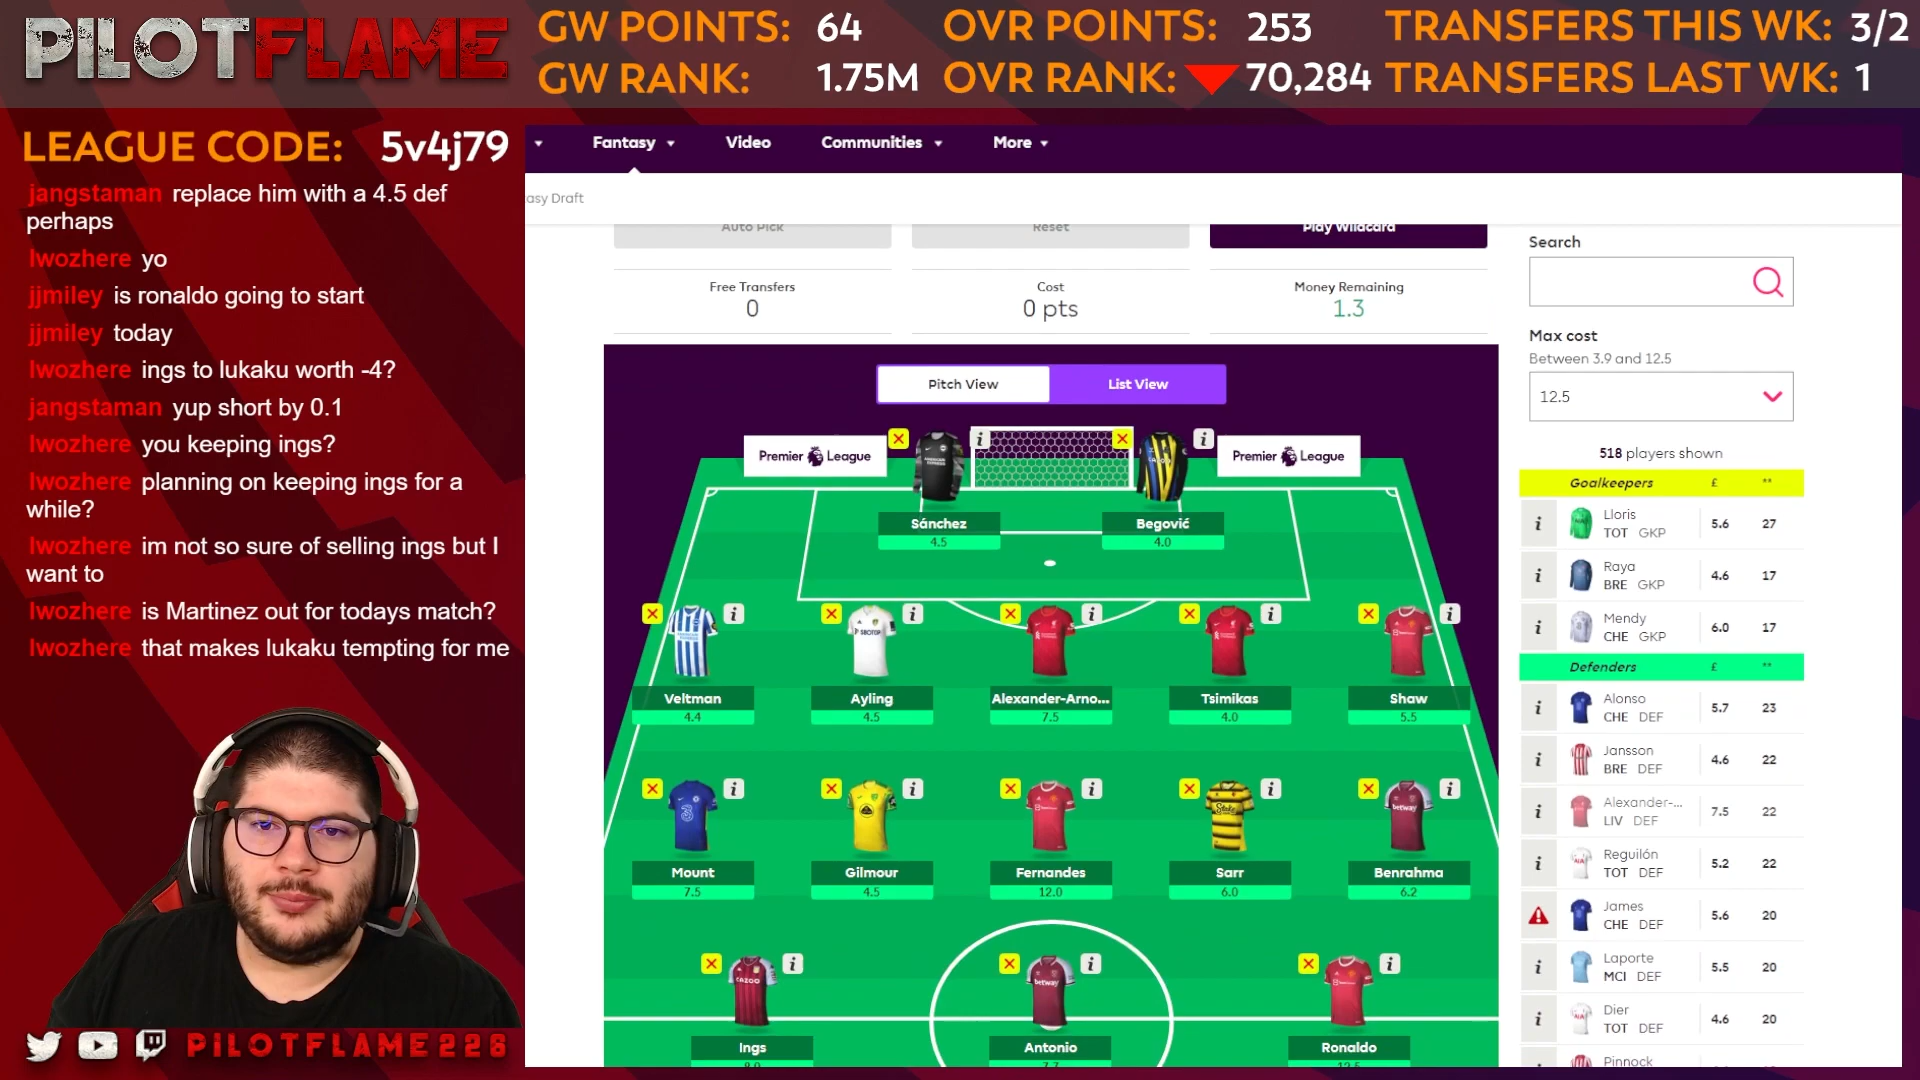 PILOTFLAME
GW POINTS: 64
OVR POINTS: 253
TRANSFERS THIS WK: 3/2
GW RANK: 1.75M
OVR RANK: 70,284
TRANSFERS LAST WK: 1
LEAGUE CODE: 5v4j79
jangstaman replace him with a 4.5 def
perhaps
lwozhere yo
jjmiley is ronaldo going to start
jjmiley today
lwozhere ings to lukaku worth -4?
jangstaman yup short by 0.1
lwozhere you keeping ings?
lwozhere planning on keeping ings for a
while?
lwozhere im not so sure of selling ings but I
want to
lwozhere is Martinez out for todays match?
lwozhere that makes lukaku tempting for me
PILOTFLAME226
Fantasy Video Communities More
asy Draft
Auto Pick
Reset
Play Wildcard
Free Transfers
0
Cost
0 pts
Money Remaining
1.3
Pitch View
List View
Premier League
Premier League
Sánchez
4.5
Begović
4.0
Veltman
4.4
Ayling
4.5
Alexander-Arno...
7.5
Tsimikas
4.0
Shaw
5.5
Mount
7.5
Gilmour
4.5
Fernandes
12.0
Sarr
6.0
Benrahma
6.2
Ings
Antonio
7.7
Ronaldo
12.5
Search
Max cost
Between 3.9 and 12.5
12.5
518 players shown
Goalkeepers £ **
Lloris
TOT GKP 5.6 27
Raya
BRE GKP 4.6 17
Mendy
CHE GKP 6.0 17
Defenders £ **
Alonso
CHE DEF 5.7 23
Jansson
BRE DEF 4.6 22
Alexander-...
LIV DEF 7.5 22
Reguilón
TOT DEF 5.2 22
James
CHE DEF 5.6 20
Laporte
MCI DEF 5.5 20
Dier
TOT DEF 4.6 20
Pinnock